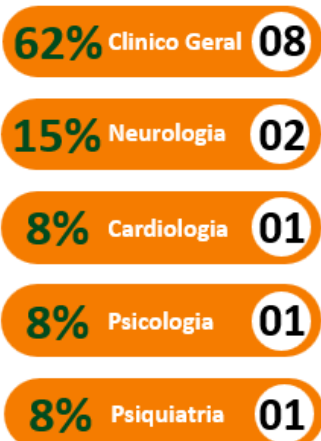 62% Clinico Geral 08
15% Neurologia 02
8% Cardiologia 01
8% Psicologia 01
8% Psiquiatria 01